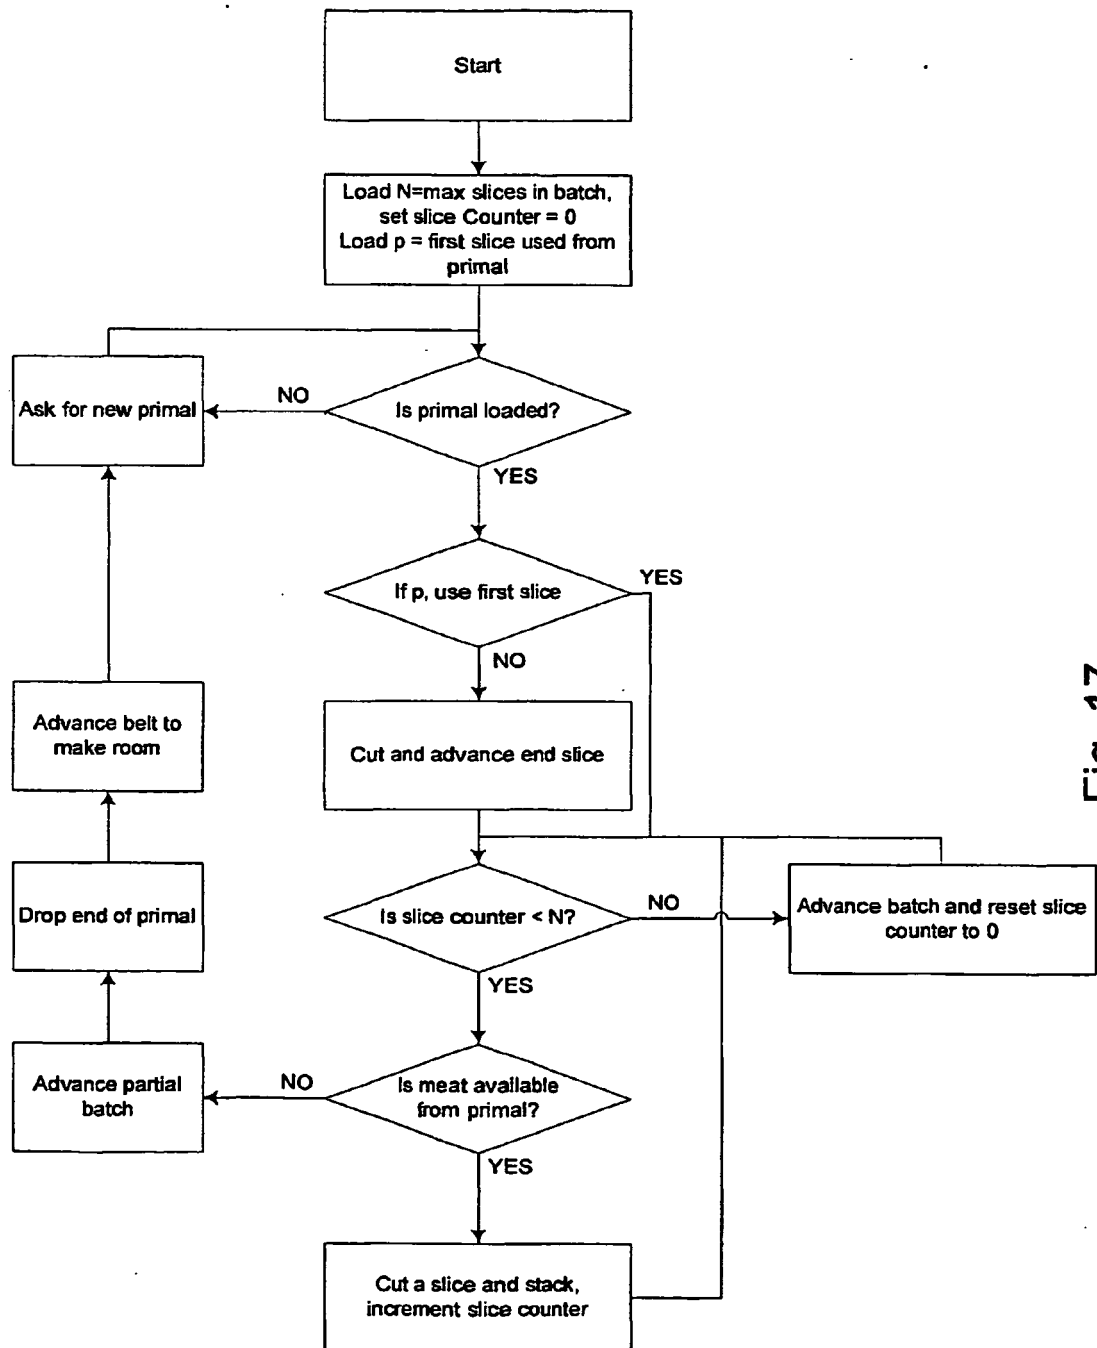 Start
Load N=max slices in batch,
set slice Counter = 0
Load p = first slice used from
primal
Ask for new primal
NO
Is primal loaded?
YES
If p, use first slice
YES
NO
Advance belt to
make room
Cut and advance end slice
Drop end of primal
Is slice counter < N?
NO
Advance batch and reset slice
counter to 0
YES
Advance partial
batch
NO
Is meat available
from primal?
YES
Cut a slice and stack,
increment slice counter
Fig. 17